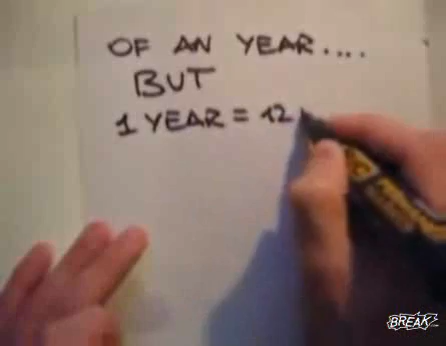 OF AN YEAR....
BUT
1 YEAR = 12
BREAK